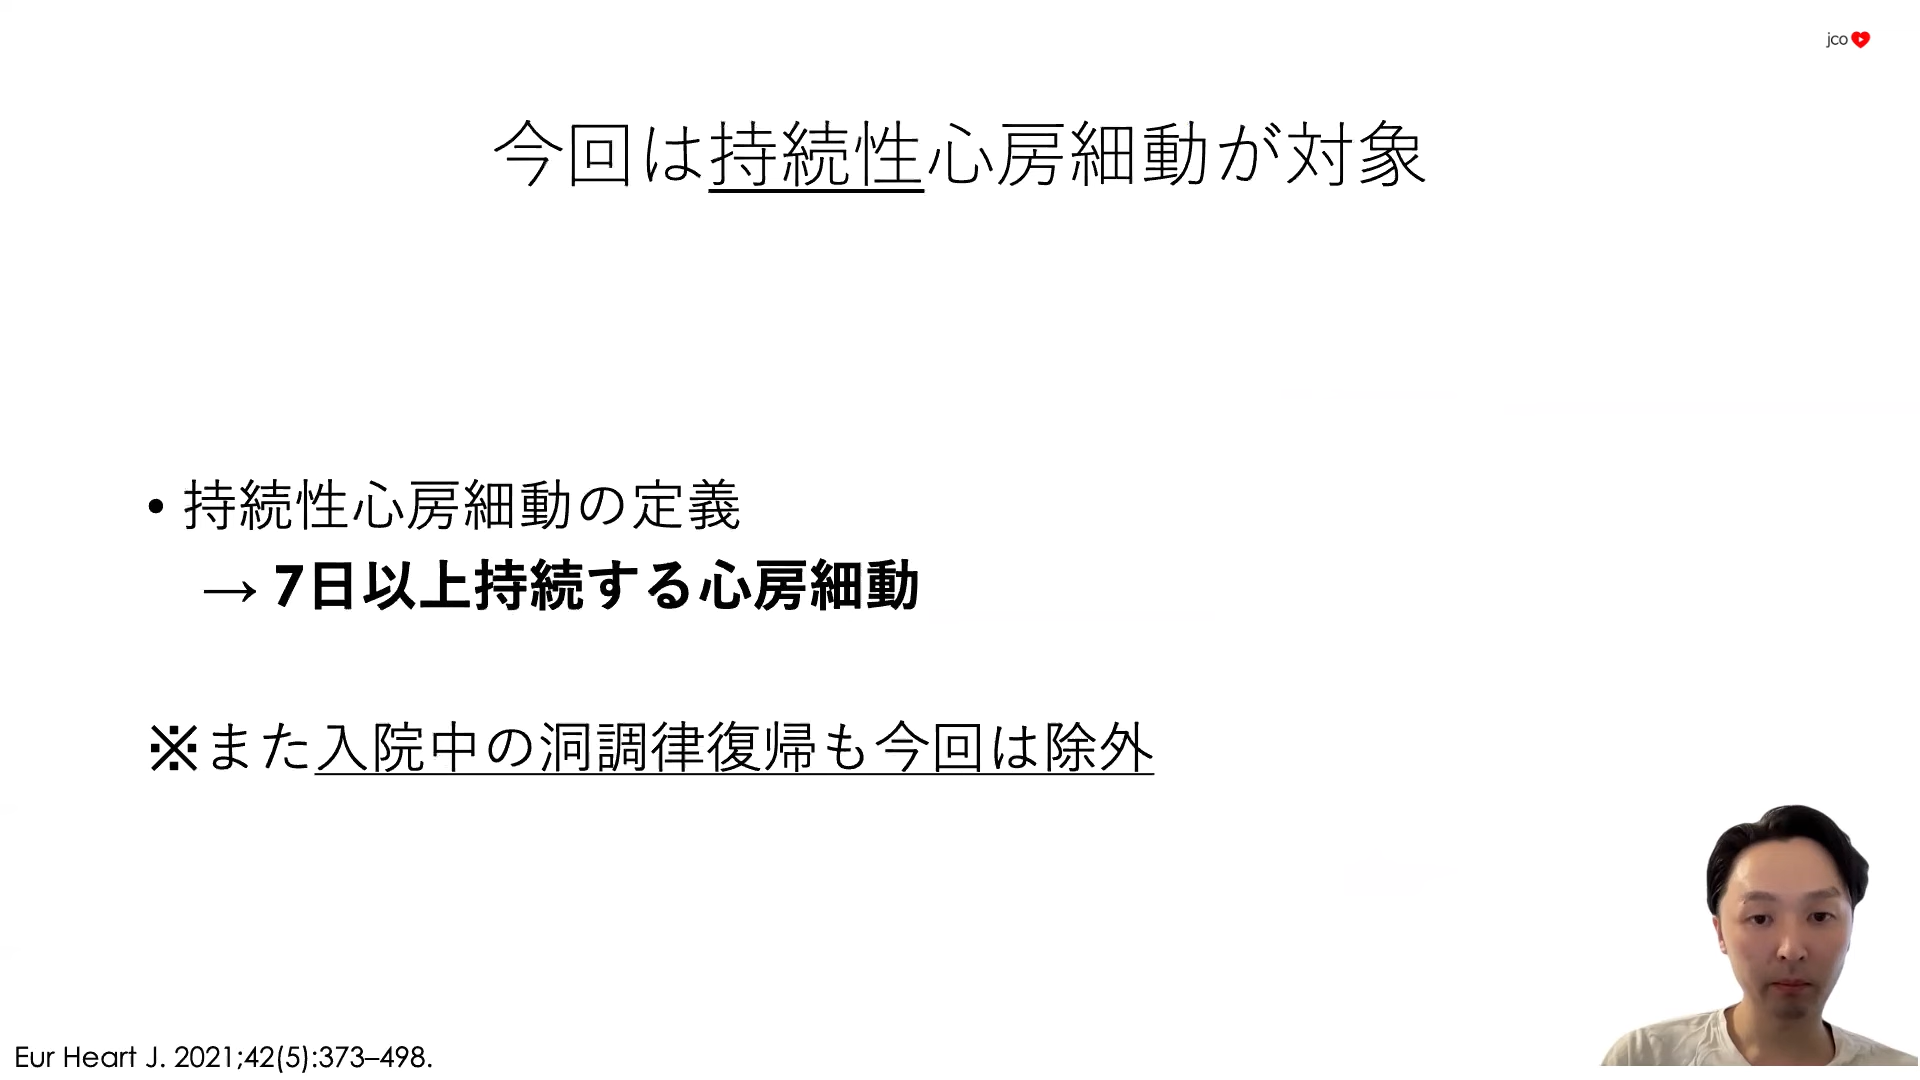 jco
今回は持続性心房細動が対象
• 持続性心房細動の定義
→ 7日以上持続する心房細動
※また入院中の洞調律復帰も今回は除外
Eur Heart J. 2021;42(5):373–498.